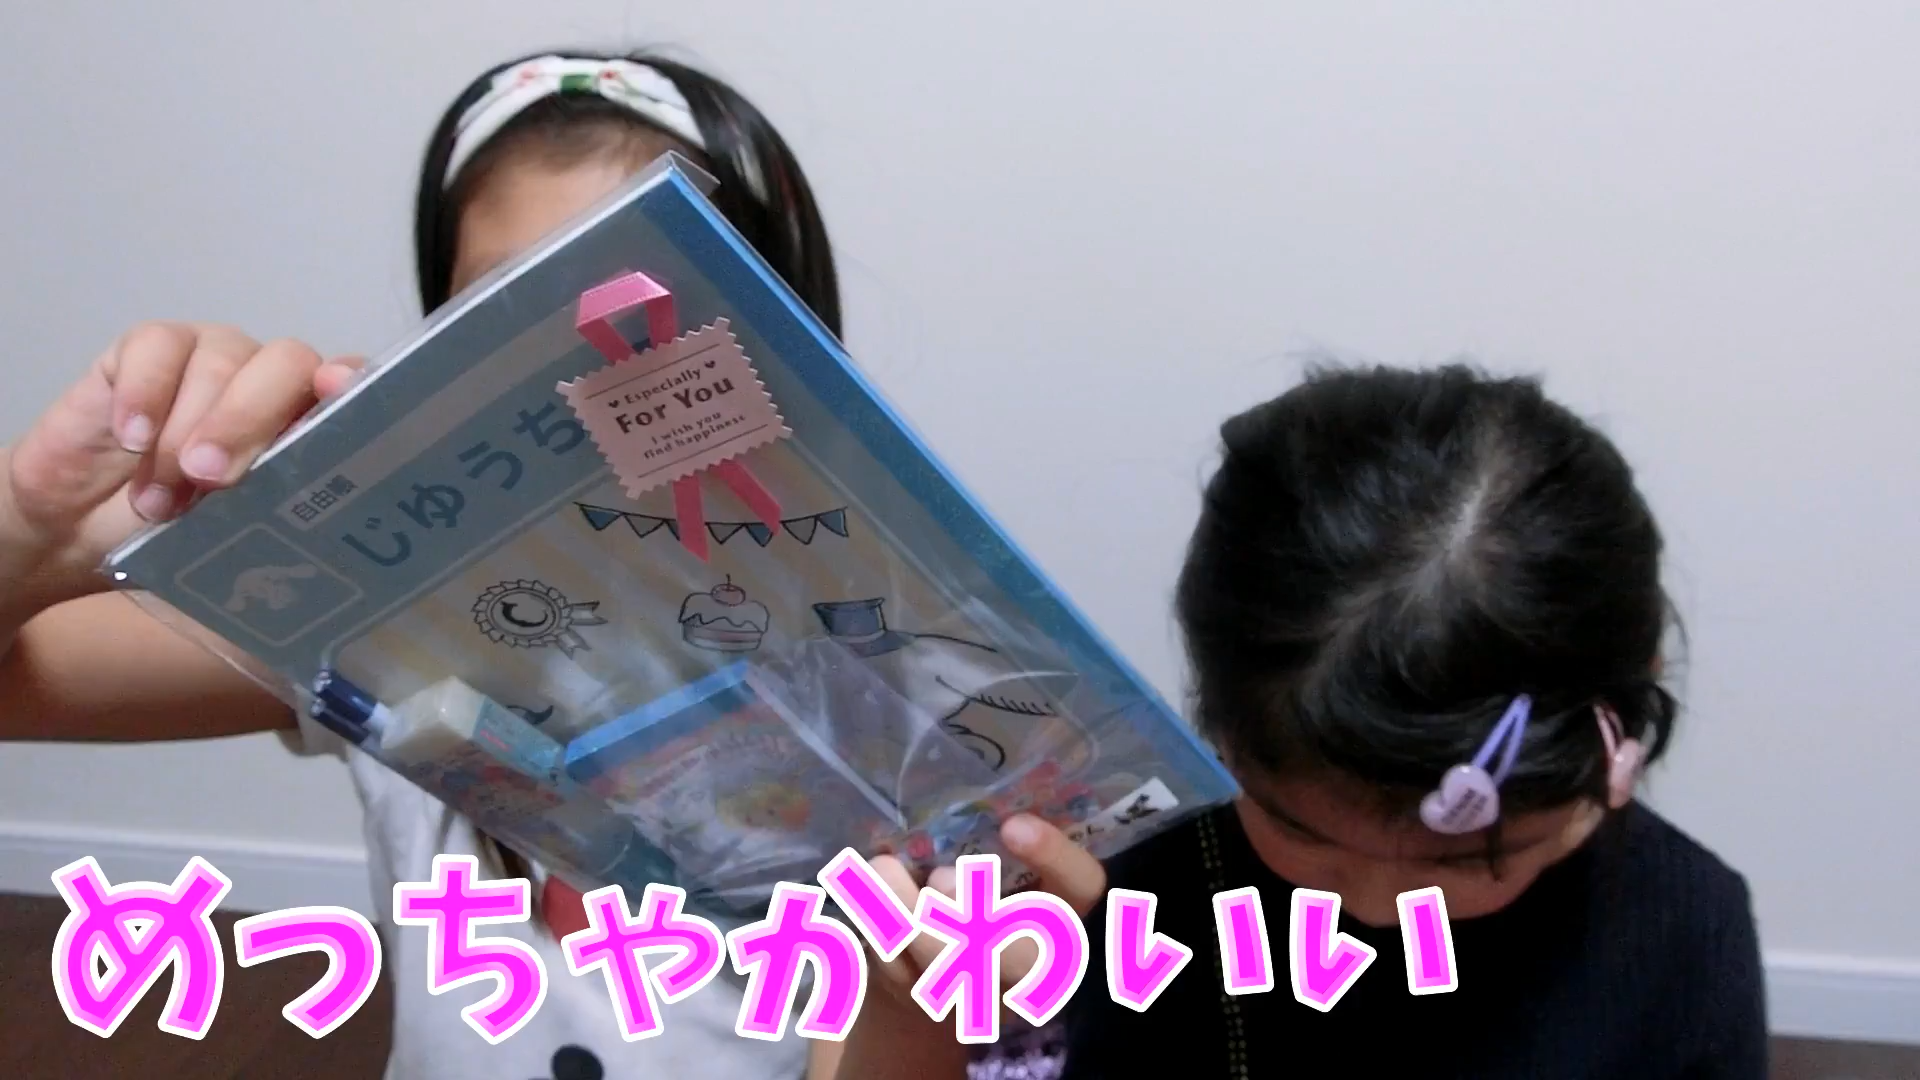 Especially
For You
i wish you
find happiness
自由帳
じゆうち
めっちゃかわいい